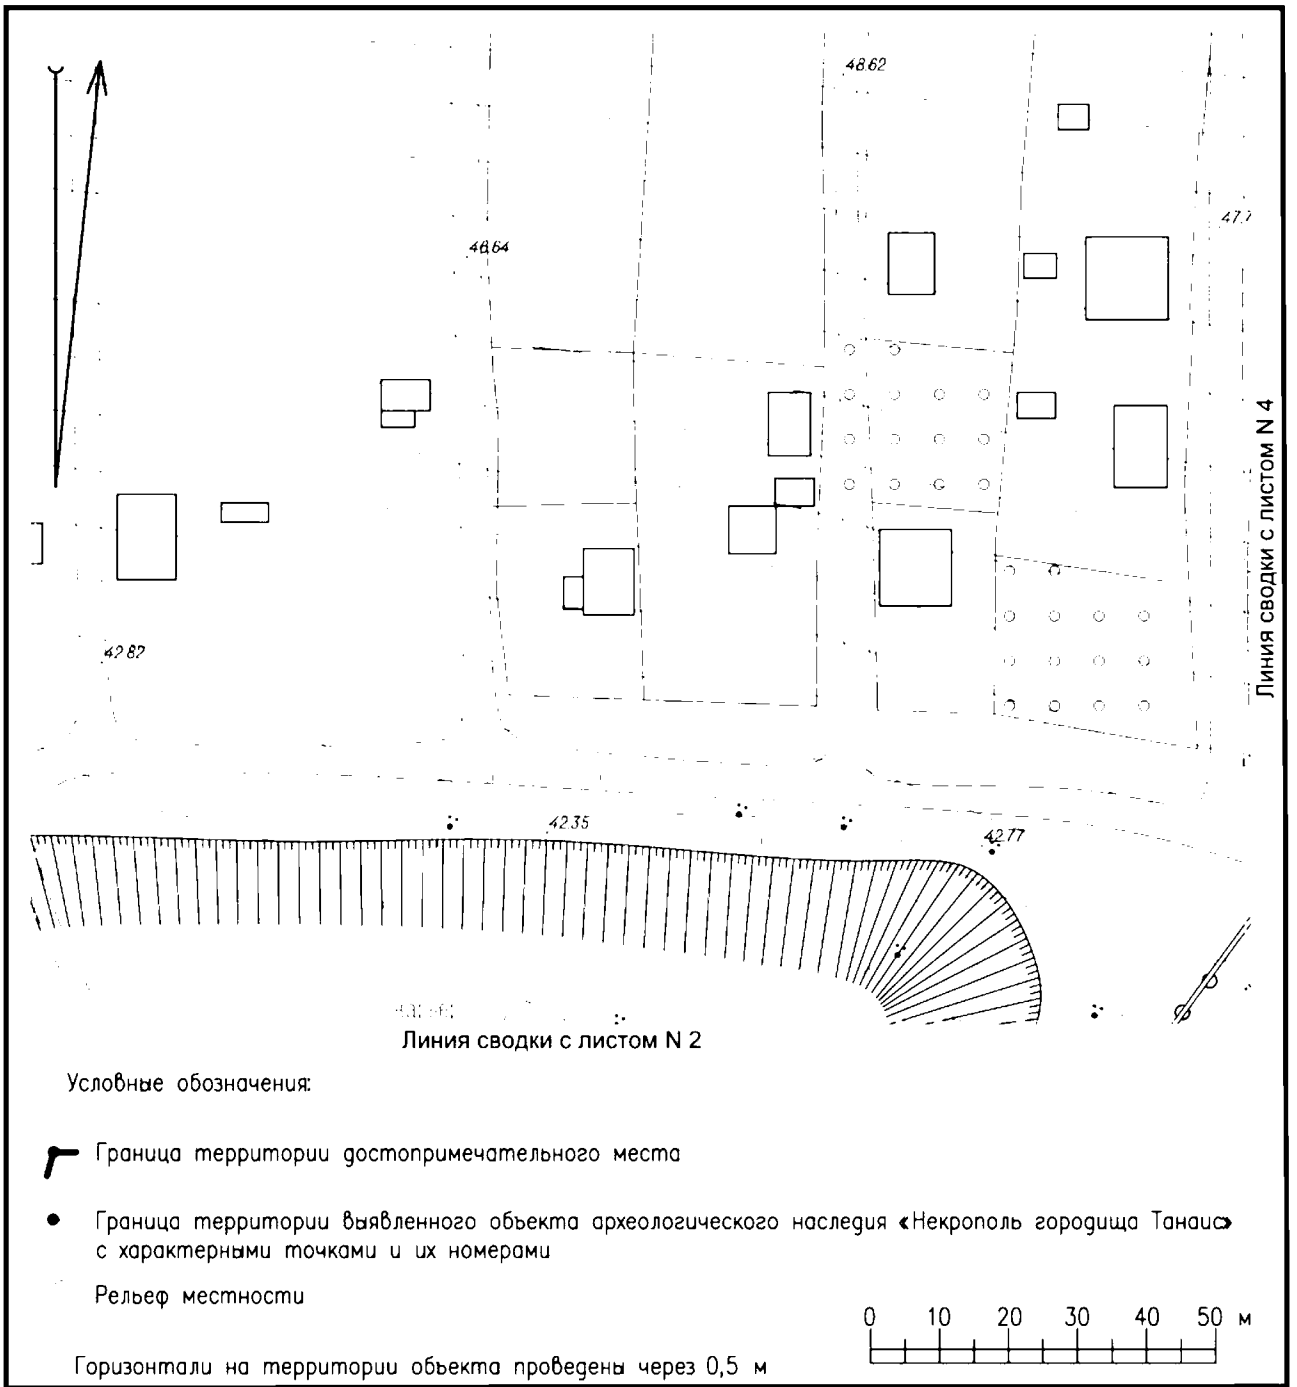 48.62
47.7
46.64
Линия сводки с листом N 4
42.82
42.35
42.77
Линия сводки с листом N 2
Условные обозначения:
Граница территории достопримечательного места
Граница территории выявленного объекта археологического наследия «Некрополь городища Танаис»
с характерными точками и их номерами
Рельеф местности
0 10 20 30 40 50 м
Горизонтали на территории объекта проведены через 0,5 м